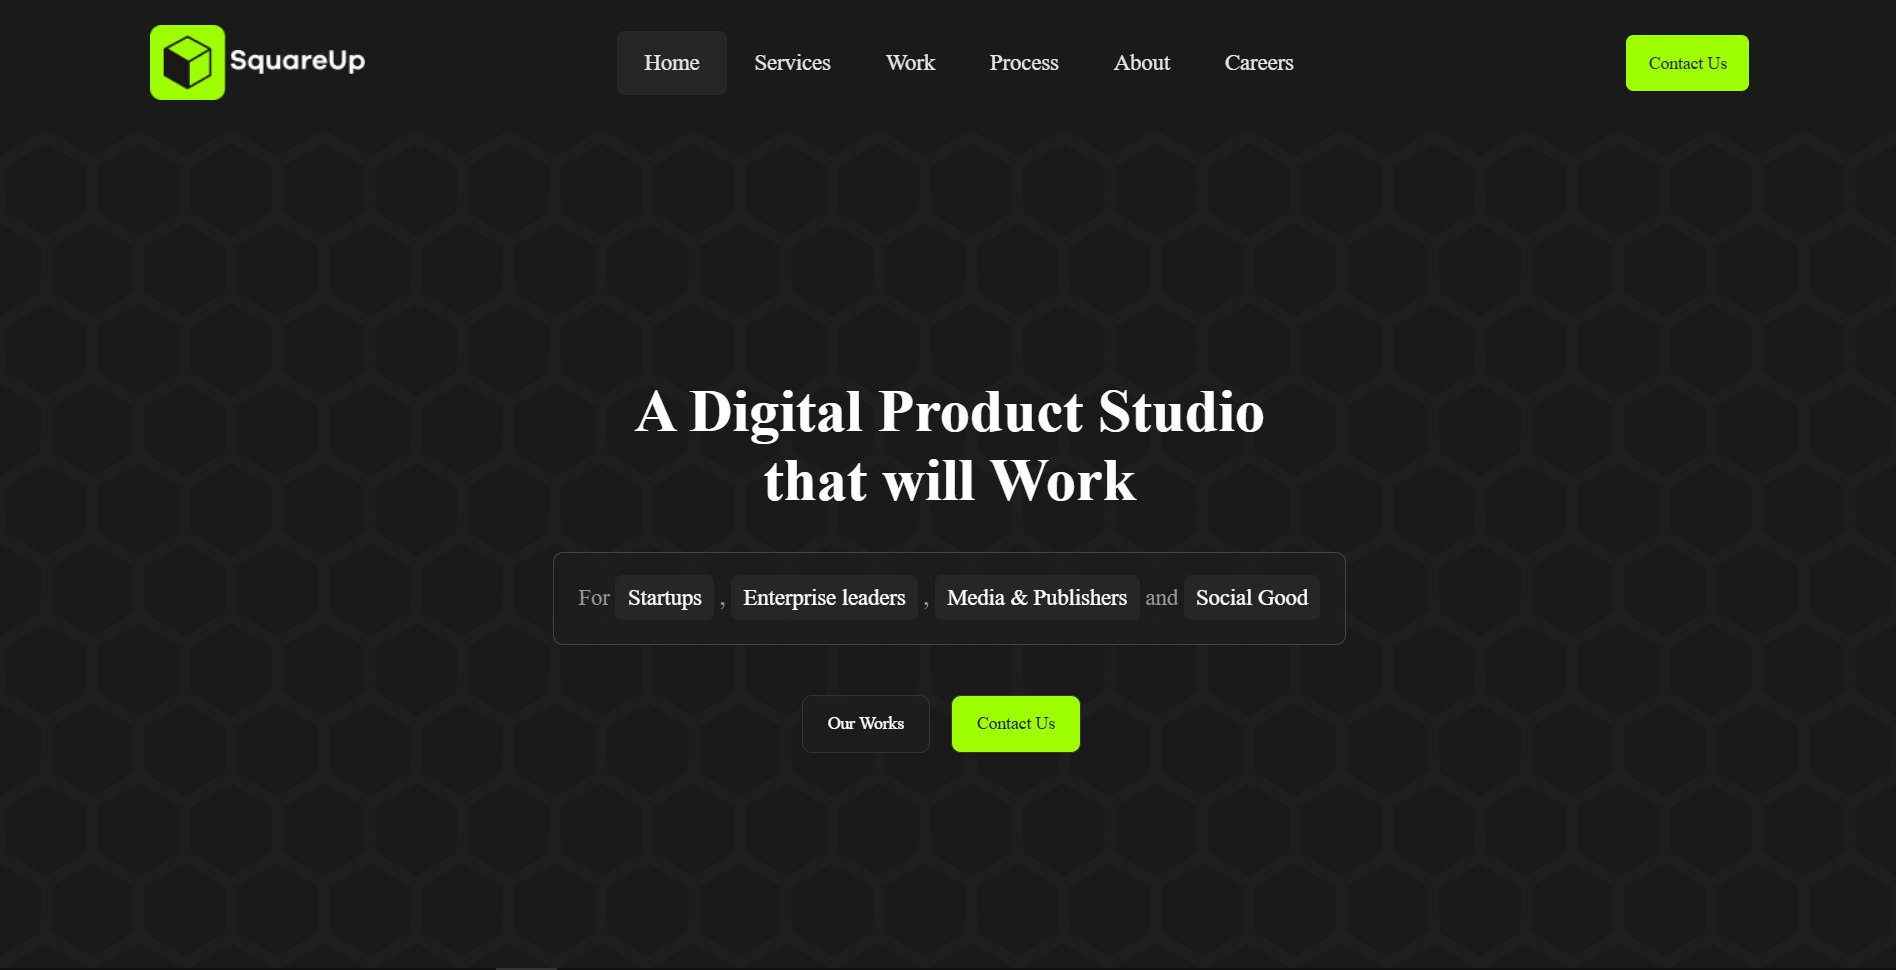 SquareUp
Home Services Work Process About Careers
Contact Us
A Digital Product Studio
that will Work
For Startups , Enterprise leaders , Media & Publishers and Social Good
Our Works Contact Us